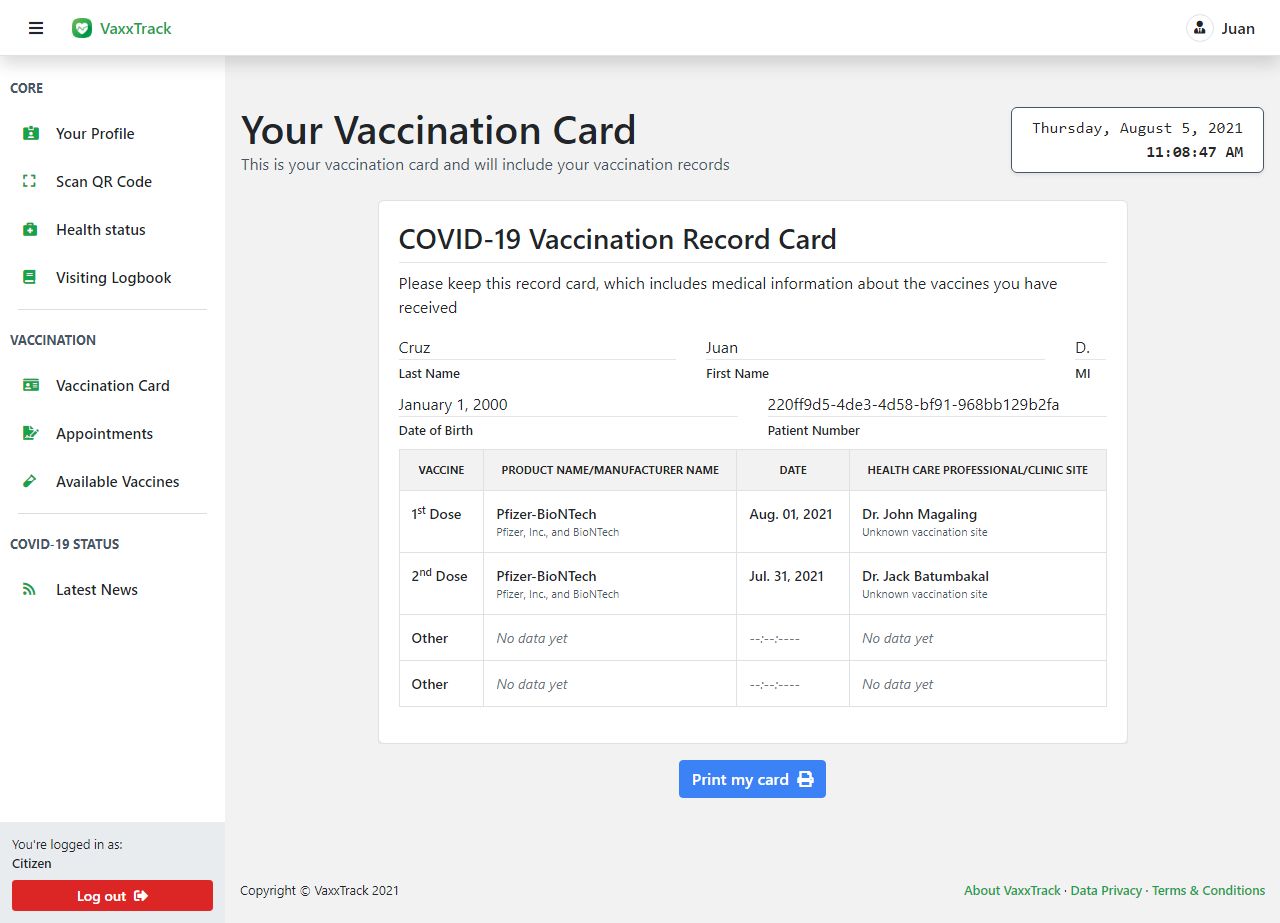 VaxxTrack
Juan
CORE
Your Profile
Scan QR Code
Health status
Visiting Logbook
VACCINATION
Vaccination Card
Appointments
Available Vaccines
COVID-19 STATUS
Latest News
You're logged in as:
Citizen
Log out
Your Vaccination Card
This is your vaccination card and will include your vaccination records
Thursday, August 5, 2021
11:08:47 AM
COVID-19 Vaccination Record Card
Please keep this record card, which includes medical information about the vaccines you have
received
Cruz Juan D.
Last Name First Name MI
January 1, 2000 220ff9d5-4de3-4d58-bf91-968bb129b2fa
Date of Birth Patient Number
VACCINE PRODUCT NAME/MANUFACTURER NAME DATE HEALTH CARE PROFESSIONAL/CLINIC SITE
1st Dose Pfizer-BioNTech Aug. 01, 2021 Dr. John Magaling
Pfizer, Inc., and BioNTech Unknown vaccination site
2nd Dose Pfizer-BioNTech Jul. 31, 2021 Dr. Jack Batumbakal
Pfizer, Inc., and BioNTech Unknown vaccination site
Other No data yet --:--:---- No data yet
Other No data yet --:--:---- No data yet
Print my card
Copyright © VaxxTrack 2021
About VaxxTrack · Data Privacy · Terms & Conditions